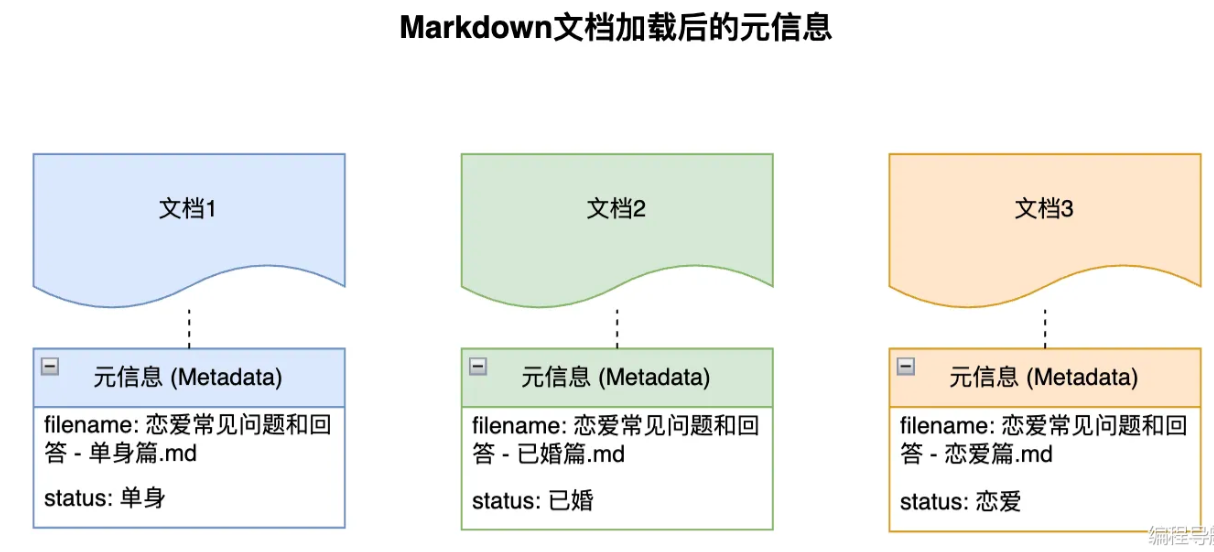 Markdown文档加载后的元信息
文档1
文档2
文档3
元信息 (Metadata)
filename: 恋爱常见问题和回
答 - 单身篇.md
status: 单身
元信息 (Metadata)
filename: 恋爱常见问题和回
答 - 已婚篇.md
status: 已婚
元信息 (Metadata)
filename: 恋爱常见问题和回
答 - 恋爱篇.md
status: 恋爱
编程导